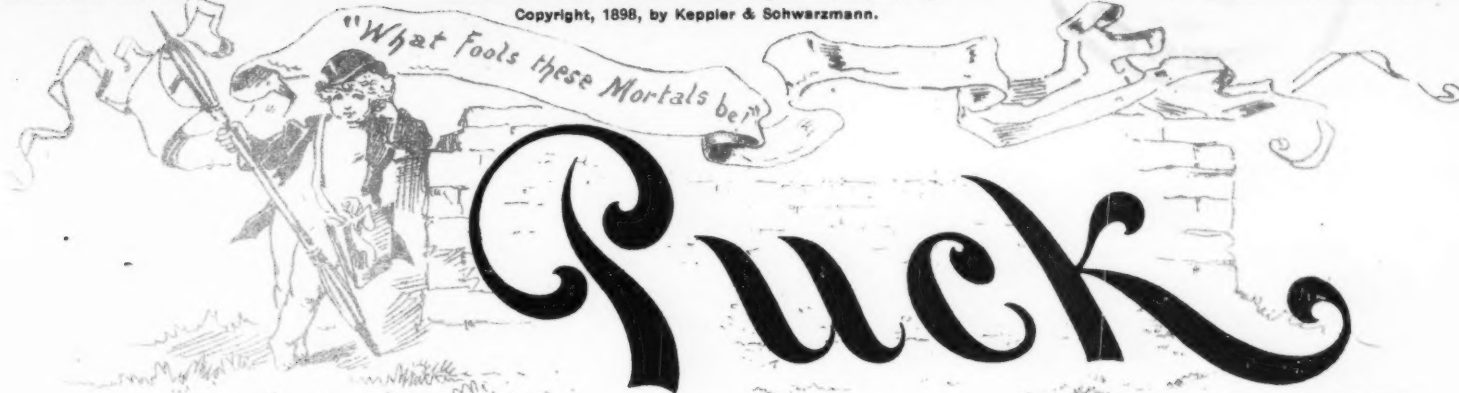 Copyright, 1898, by Keppler & Schwarzmann.
"What Fools these Mortals be!"
Puck